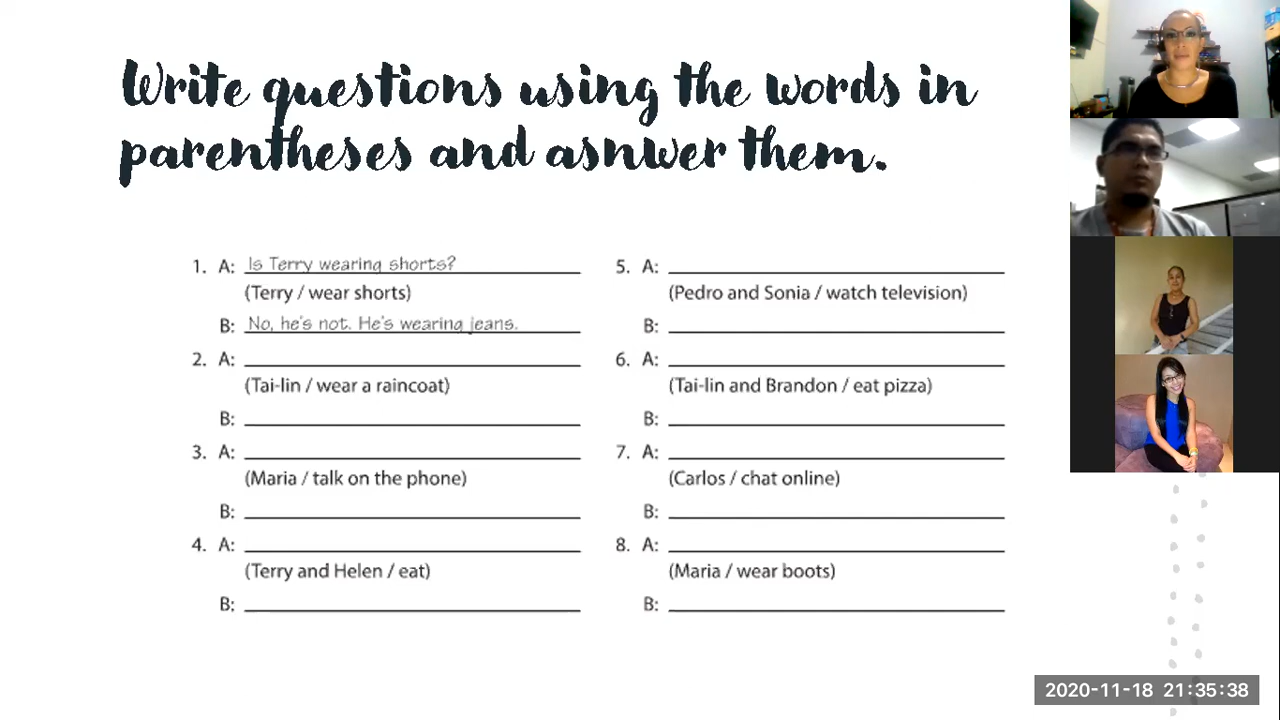 Write questions using the words in
parentheses and asnwer them.
1. A: Is Terry wearing shorts?
(Terry / wear shorts)
B: No, he's not. He's wearing jeans.
2. A:
(Tai-lin / wear a raincoat)
B:
3. A:
(Maria / talk on the phone)
B:
4. A:
(Terry and Helen / eat)
B:
5. A:
(Pedro and Sonia / watch television)
B:
6. A:
(Tai-lin and Brandon / eat pizza)
B:
7. A:
(Carlos / chat online)
B:
8. A:
(Maria / wear boots)
B:
2020-11-18 21:35:38